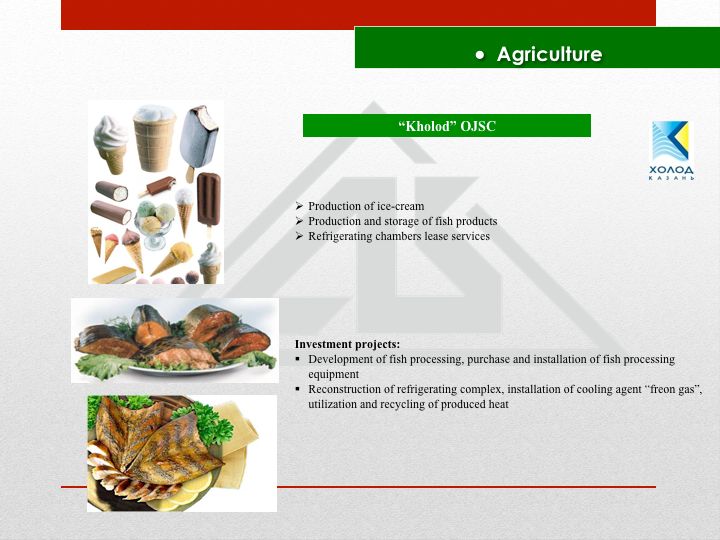 • Agriculture
“Kholod” OJSC
ХОЛОД
КАЗАНЬ
➢ Production of ice-cream
➢ Production and storage of fish products
➢ Refrigerating chambers lease services
Investment projects:
▪ Development of fish processing, purchase and installation of fish processing
equipment
▪ Reconstruction of refrigerating complex, installation of cooling agent “freon gas”,
utilization and recycling of produced heat